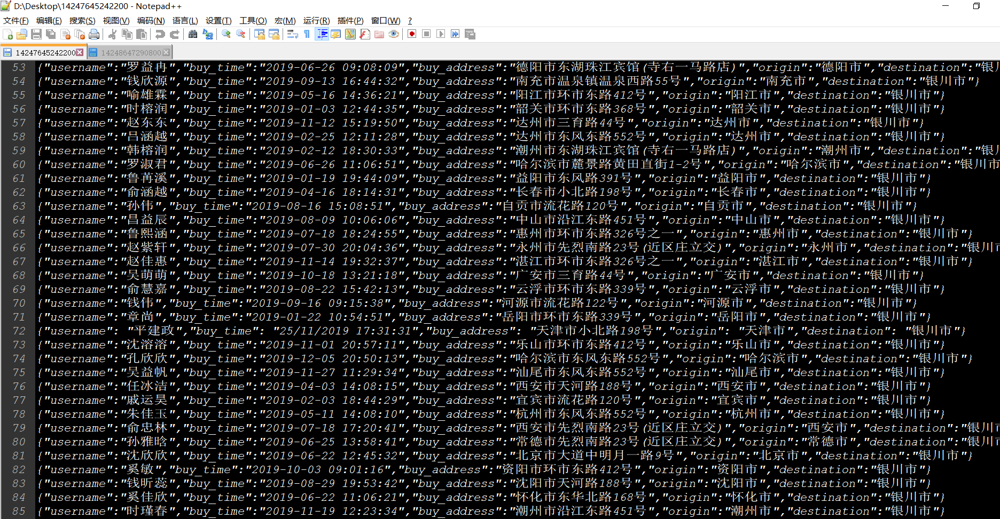 D:\Desktop\14247645242200 - Notepad++
文件(F) 编辑(E) 搜索(S) 视图(V) 编码(N) 语言(L) 设置(T) 工具(O) 宏(M) 运行(R) 插件(P) 窗口(W) ?
14247645242200 14248647290800
53 {"username":"罗益冉","buy_time":"2019-06-26 09:08:09","buy_address":"德阳市东湖珠江宾馆(寺右一马路店)","origin":"德阳市","destination":"银川
54 {"username":"钱欣源","buy_time":"2019-09-13 16:44:32","buy_address":"南充市温泉镇温泉西路55号","origin":"南充市","destination":"银川市"}
55 {"username":"喻雄霖","buy_time":"2019-05-16 14:36:21","buy_address":"阳江市环市东路412号","origin":"阳江市","destination":"银川市"}
56 {"username":"时榕润","buy_time":"2019-01-03 12:44:35","buy_address":"韶关市环市东路368号","origin":"韶关市","destination":"银川市"}
57 {"username":"赵东东","buy_time":"2019-11-12 15:19:50","buy_address":"达州市三育路44号","origin":"达州市","destination":"银川市"}
58 {"username":"吕涵越","buy_time":"2019-02-25 12:11:28","buy_address":"达州市东风东路552号","origin":"达州市","destination":"银川市"}
59 {"username":"韩榕润","buy_time":"2019-02-12 18:30:33","buy_address":"潮州市东湖珠江宾馆(寺右一马路店)","origin":"潮州市","destination":"银川
60 {"username":"罗淑君","buy_time":"2019-06-26 11:06:51","buy_address":"哈尔滨市麓景路黄田直街1-2号","origin":"哈尔滨市","destination":"银川市
61 {"username":"鲁苒溪","buy_time":"2019-01-19 19:44:09","buy_address":"益阳市东风路391号","origin":"益阳市","destination":"银川市"}
62 {"username":"俞涵越","buy_time":"2019-04-16 18:14:31","buy_address":"长春市小北路198号","origin":"长春市","destination":"银川市"}
63 {"username":"孙伟","buy_time":"2019-08-16 15:08:51","buy_address":"自贡市流花路120号","origin":"自贡市","destination":"银川市"}
64 {"username":"昌益辰","buy_time":"2019-08-09 10:06:06","buy_address":"中山市沿江东路451号","origin":"中山市","destination":"银川市"}
65 {"username":"鲁熙涵","buy_time":"2019-07-18 18:24:55","buy_address":"惠州市环市东路326号之一","origin":"惠州市","destination":"银川市"}
66 {"username":"赵紫轩","buy_time":"2019-07-30 20:04:36","buy_address":"永州市先烈南路23号(近区庄立交)","origin":"永州市","destination":"银川市
67 {"username":"赵佳惠","buy_time":"2019-11-14 19:32:37","buy_address":"湛江市环市东路326号之一","origin":"湛江市","destination":"银川市"}
68 {"username":"吴萌萌","buy_time":"2019-10-18 13:21:18","buy_address":"广安市三育路44号","origin":"广安市","destination":"银川市"}
69 {"username":"俞慧嘉","buy_time":"2019-08-22 15:42:13","buy_address":"云浮市环市东路339号","origin":"云浮市","destination":"银川市"}
70 {"username":"钱伟","buy_time":"2019-09-16 09:15:38","buy_address":"河源市流花路122号","origin":"河源市","destination":"银川市"}
71 {"username":"章尚","buy_time":"2019-01-22 10:54:51","buy_address":"岳阳市环市东路339号","origin":"岳阳市","destination":"银川市"}
72 {"username": "平建政","buy_time": "25/11/2019 17:31:31","buy_address": "天津市小北路198号","origin": "天津市","destination": "银川市"}
73 {"username":"沈溶溶","buy_time":"2019-11-01 20:57:11","buy_address":"乐山市环市东路412号","origin":"乐山市","destination":"银川市"}
74 {"username":"孔欣欣","buy_time":"2019-12-05 20:50:13","buy_address":"哈尔滨市东风东路552号","origin":"哈尔滨市","destination":"银川市"}
75 {"username":"吴益帆","buy_time":"2019-11-27 11:29:34","buy_address":"汕尾市东风东路552号","origin":"汕尾市","destination":"银川市"}
76 {"username":"任冰洁","buy_time":"2019-04-03 14:08:15","buy_address":"西安市天河路188号","origin":"西安市","destination":"银川市"}
77 {"username":"戚运昊","buy_time":"2019-02-03 18:44:29","buy_address":"宜宾市流花路120号","origin":"宜宾市","destination":"银川市"}
78 {"username":"朱佳玉","buy_time":"2019-05-11 14:08:10","buy_address":"杭州市东风东路552号","origin":"杭州市","destination":"银川市"}
79 {"username":"俞忠林","buy_time":"2019-07-18 17:20:41","buy_address":"西安市先烈南路23号(近区庄立交)","origin":"西安市","destination":"银川市
80 {"username":"孙雅晗","buy_time":"2019-06-25 13:58:41","buy_address":"常德市先烈南路23号(近区庄立交)","origin":"常德市","destination":"银川市
81 {"username":"沈欣欣","buy_time":"2019-06-22 12:45:32","buy_address":"北京市大道中明月一路9号","origin":"北京市","destination":"银川市"}
82 {"username":"奚敏","buy_time":"2019-10-03 09:01:16","buy_address":"资阳市环市东路412号","origin":"资阳市","destination":"银川市"}
83 {"username":"钱昕蕊","buy_time":"2019-08-29 19:53:42","buy_address":"沈阳市天河路188号","origin":"沈阳市","destination":"银川市"}
84 {"username":"奚佳欣","buy_time":"2019-06-22 11:06:21","buy_address":"怀化市东华北路168号","origin":"怀化市","destination":"银川市"}
85 {"username":"时瑾春","buy_time":"2019-11-19 12:23:34","buy_address":"潮州市沿江东路451号","origin":"潮州市","destination":"银川市"}